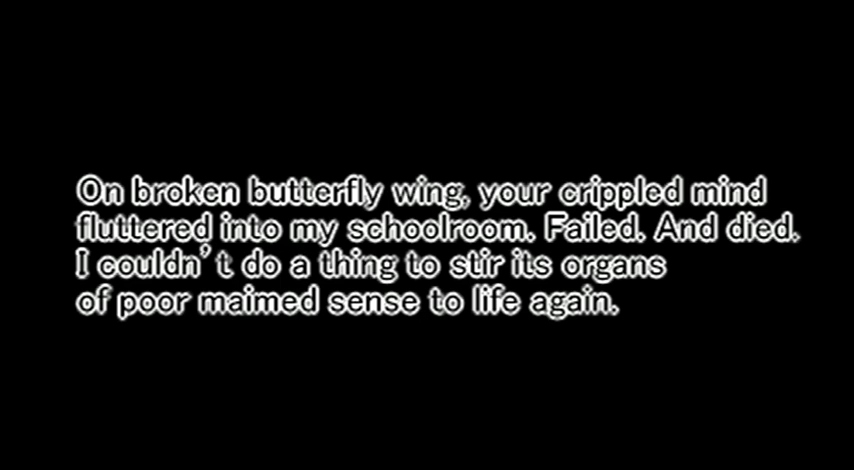 On broken butterfly wing, your crippled mind
fluttered into my schoolroom. Failed. And died.
I couldn't do a thing to stir its organs
of poor maimed sense to life again.